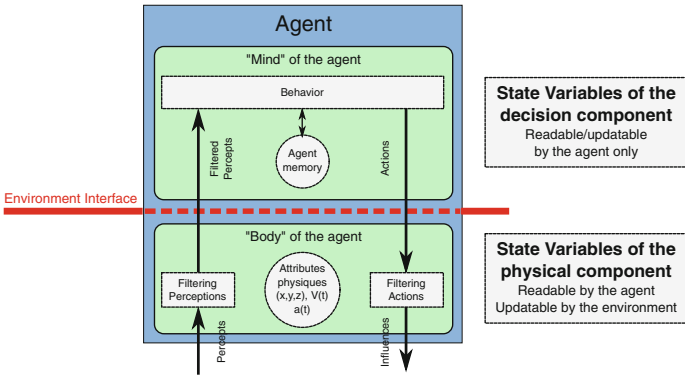 Agent
"Mind" of the agent
Behavior
Filtered
Percepts
Agent
memory
Actions
State Variables of the
decision component
Readable/updatable
by the agent only
Environment Interface
"Body" of the agent
Filtering
Perceptions
Attributes
physiques
(x,y,z), V(t)
a(t)
Filtering
Actions
Percepts
Influences
State Variables of the
physical component
Readable by the agent
Updatable by the environment